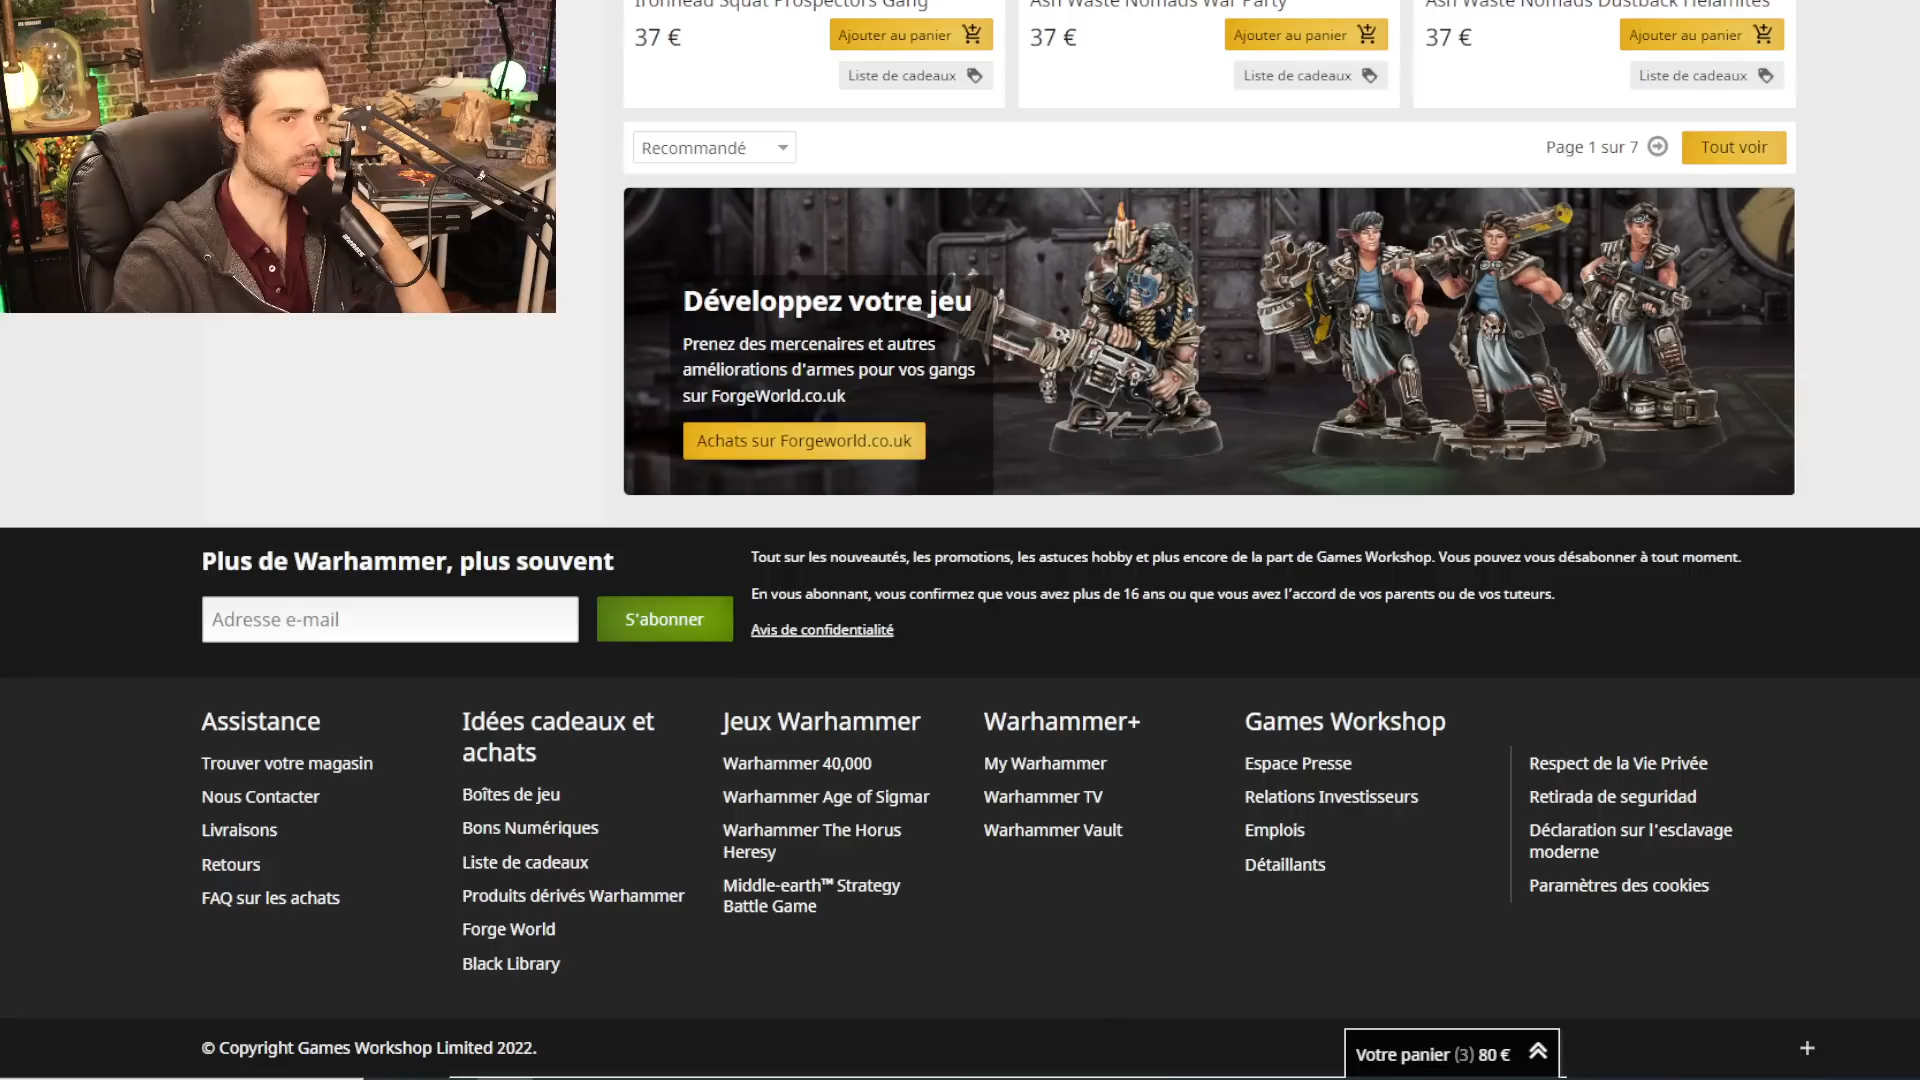 Ironhead Squat Prospectors Gang
37 €
Ajouter au panier
Liste de cadeaux
Ash Waste Nomads War Party
37 €
Ajouter au panier
Liste de cadeaux
Ash Waste Nomads Dustback Helamites
37 €
Ajouter au panier
Liste de cadeaux
Recommandé
Page 1 sur 7
Tout voir
Développez votre jeu
Prenez des mercenaires et autres
améliorations d'armes pour vos gangs
sur ForgeWorld.co.uk
Achats sur Forgeworld.co.uk
Plus de Warhammer, plus souvent
Adresse e-mail
S'abonner
Tout sur les nouveautés, les promotions, les astuces hobby et plus encore de la part de Games Workshop. Vous pouvez vous désabonner à tout moment.
En vous abonnant, vous confirmez que vous avez plus de 16 ans ou que vous avez l'accord de vos parents ou de vos tuteurs.
Avis de confidentialité
Assistance
Trouver votre magasin
Nous Contacter
Livraisons
Retours
FAQ sur les achats
Idées cadeaux et
achats
Boîtes de jeu
Bons Numériques
Liste de cadeaux
Produits dérivés Warhammer
Forge World
Black Library
Jeux Warhammer
Warhammer 40,000
Warhammer Age of Sigmar
Warhammer The Horus
Heresy
Middle-earth™ Strategy
Battle Game
Warhammer+
My Warhammer
Warhammer TV
Warhammer Vault
Games Workshop
Espace Presse
Relations Investisseurs
Emplois
Détaillants
Respect de la Vie Privée
Retirada de seguridad
Déclaration sur l'esclavage
moderne
Paramètres des cookies
© Copyright Games Workshop Limited 2022.
Votre panier (3) 80 €